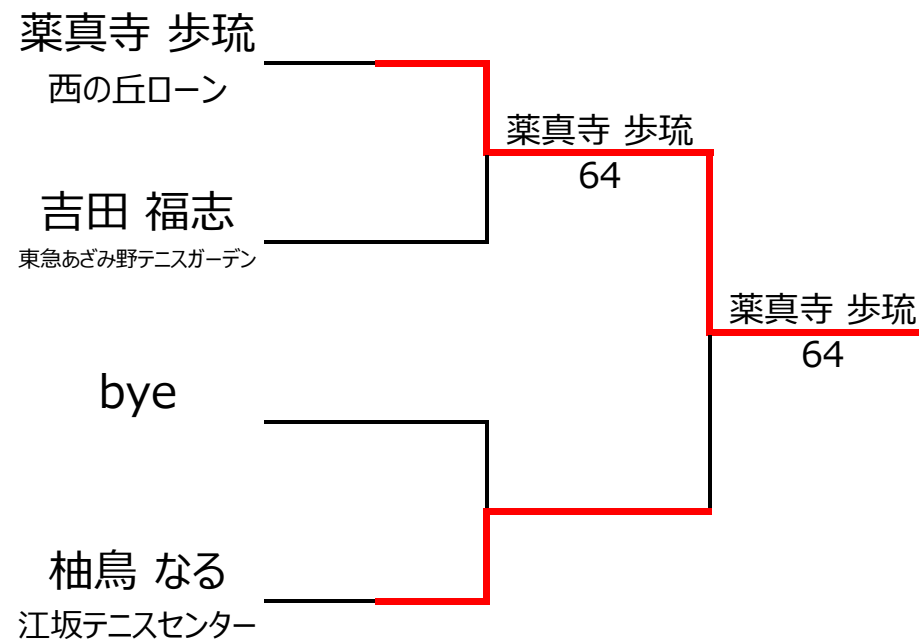 薬真寺 歩琉
西の丘ローン
薬真寺 歩琉
64
吉田 福志
東急あざみ野テニスガーデン
薬真寺 歩琉
64
bye
柚鳥 なる
江坂テニスセンター